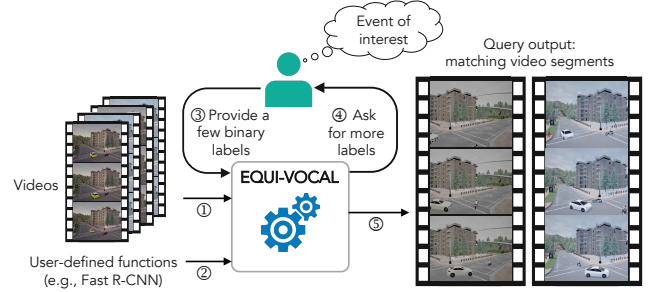 Event of
interest
Query output:
matching video segments
③ Provide a
few binary
labels
④ Ask
for more
labels
EQUI-VOCAL
Videos
①
⑤
User-defined functions
(e.g., Fast R-CNN)
②